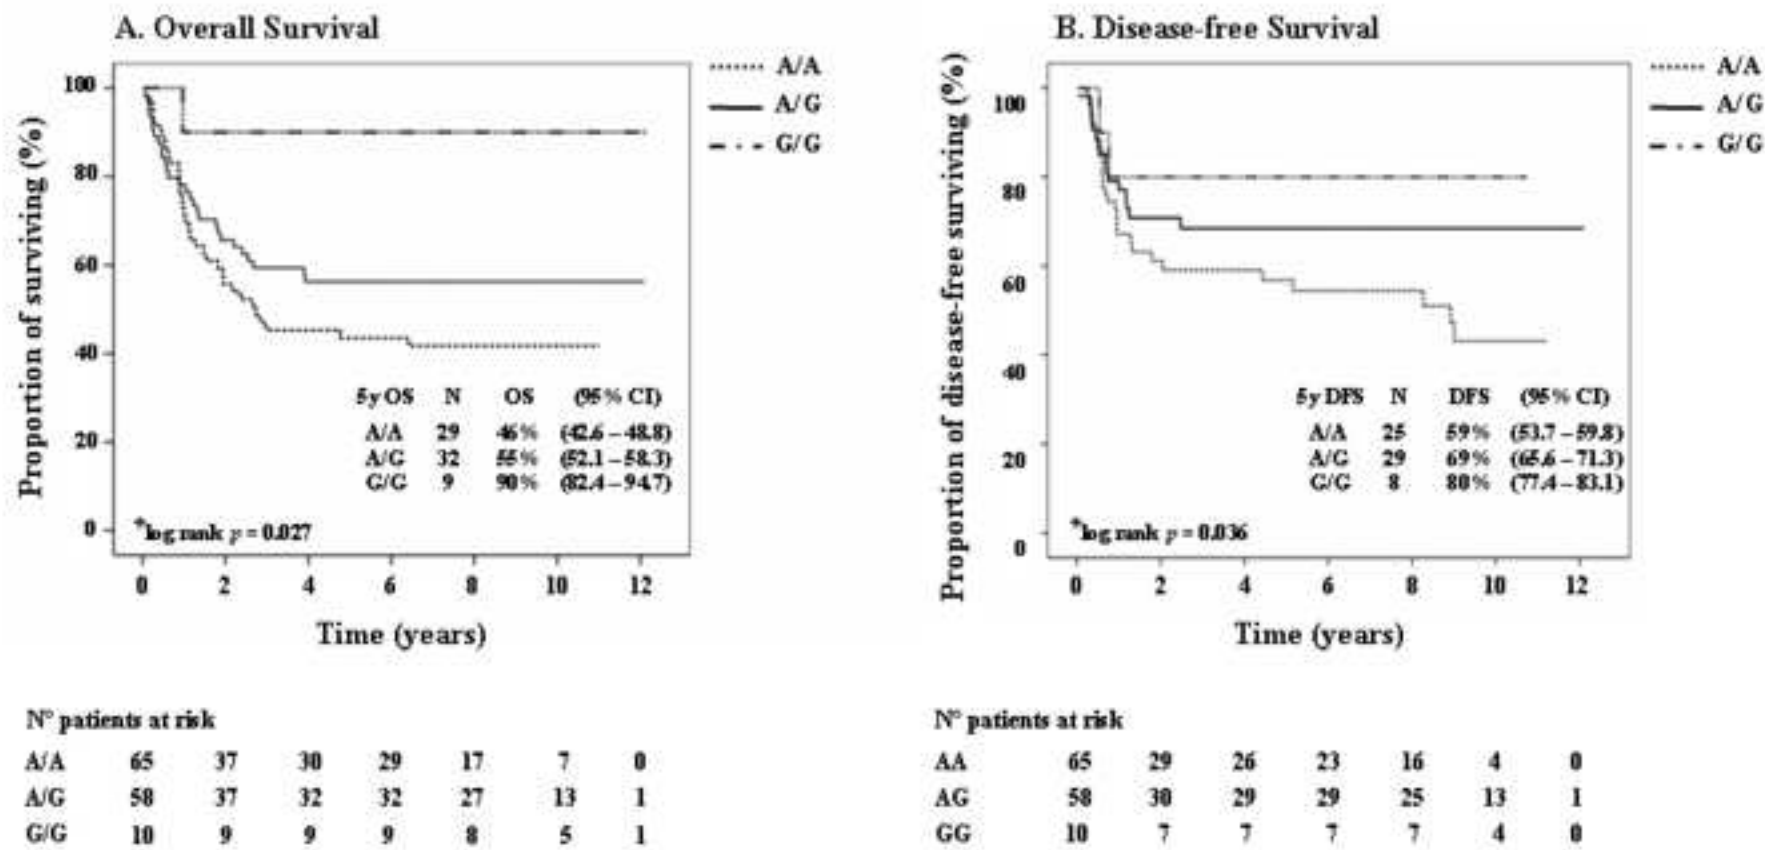 A. Overall Survival
Proportion of surviving (%)
100
80
60
40
20
0
A/A
A/G
G/G
5y OS N OS (95% CI)
A/A 29 46% (42.6 – 48.8)
A/G 32 55% (52.1 – 58.3)
G/G 9 90% (82.4 – 94.7)
*log rank p = 0.027
0 2 4 6 8 10 12
Time (years)
N° patients at risk
A/A 65 37 30 29 17 7 0
A/G 58 37 32 32 27 13 1
G/G 10 9 9 9 8 5 1
B. Disease-free Survival
Proportion of disease-free surviving (%)
100
80
60
40
20
0
A/A
A/G
G/G
5y DFS N DFS (95% CI)
A/A 25 59% (53.7 – 59.8)
A/G 29 69% (65.6 – 71.3)
G/G 8 80% (77.4 – 83.1)
*log rank p = 0.036
0 2 4 6 8 10 12
Time (years)
N° patients at risk
AA 65 29 26 23 16 4 0
AG 58 30 29 29 25 13 1
GG 10 7 7 7 7 4 0